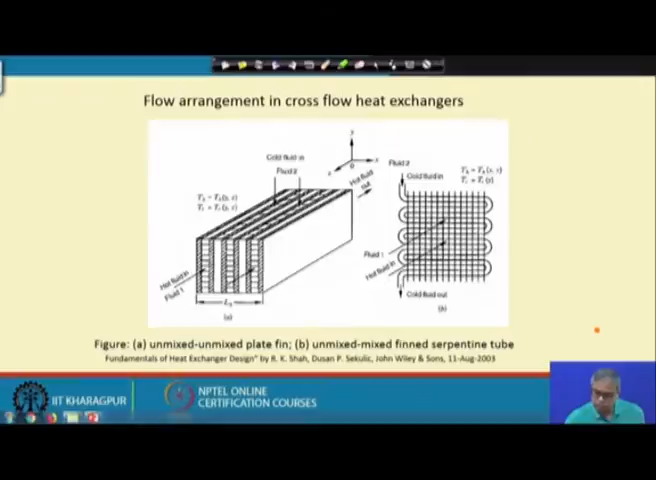 Flow arrangement in cross flow heat exchangers
Cold fluid in
Fluid 2
Hot fluid
out
y
x
z
Hot fluid in
Fluid 1
(a)
Fluid 2
Cold fluid in
Fluid 1
Hot fluid in
Cold fluid out
(b)
Figure: (a) unmixed-unmixed plate fin; (b) unmixed-mixed finned serpentine tube
Fundamentals of Heat Exchanger Design" by R. K. Shah, Dusan P. Sekulic, John Wiley & Sons, 11-Aug-2003
IIT KHARAGPUR
NPTEL ONLINE
CERTIFICATION COURSES